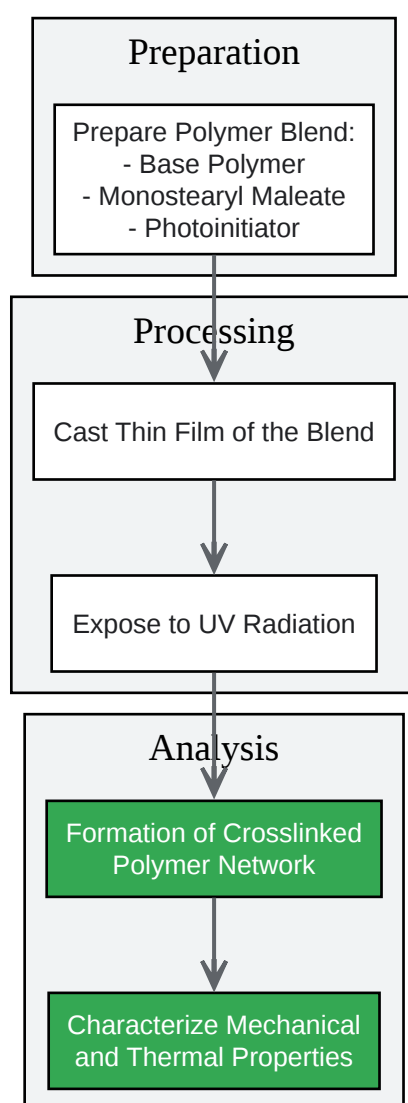 Preparation
Prepare Polymer Blend:
- Base Polymer
- Monostearyl Maleate
- Photoinitiator
Processing
Cast Thin Film of the Blend
Expose to UV Radiation
Analysis
Formation of Crosslinked
Polymer Network
Characterize Mechanical
and Thermal Properties